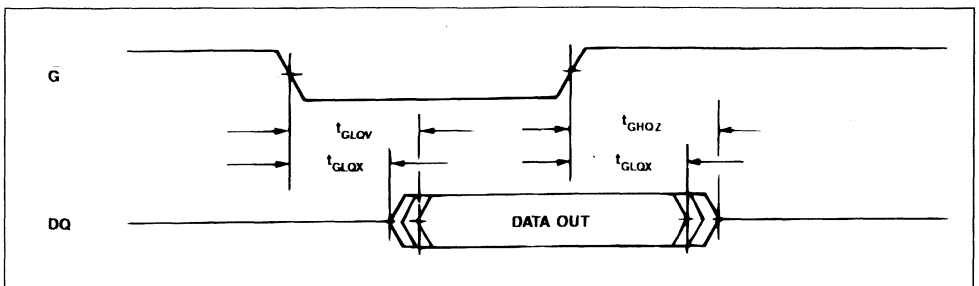 Ḡ
tGLQV
tGHQZ
tGLQX
tGLQX
DQ
DATA OUT